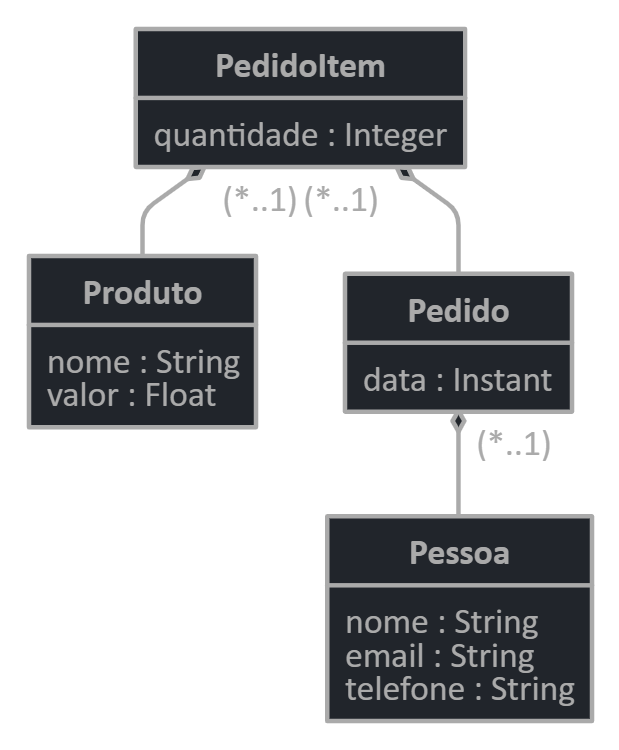 PedidoItem
quantidade : Integer
(*..1) (*..1)
Produto
nome : String
valor : Float
Pedido
data : Instant
(*..1)
Pessoa
nome : String
email : String
telefone : String